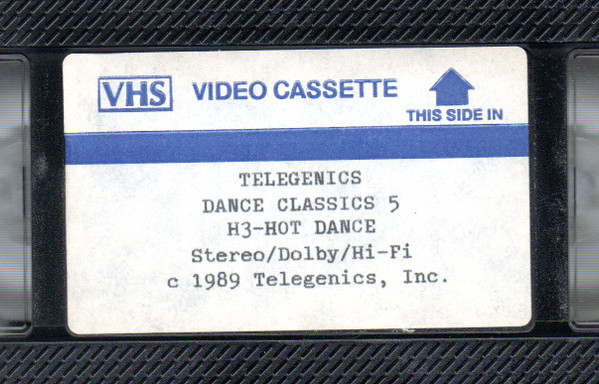 VHS VIDEO CASSETTE
THIS SIDE IN
TELEGENICS
DANCE CLASSICS 5
H3-HOT DANCE
Stereo/Dolby/Hi-Fi
c 1989 Telegenics, Inc.